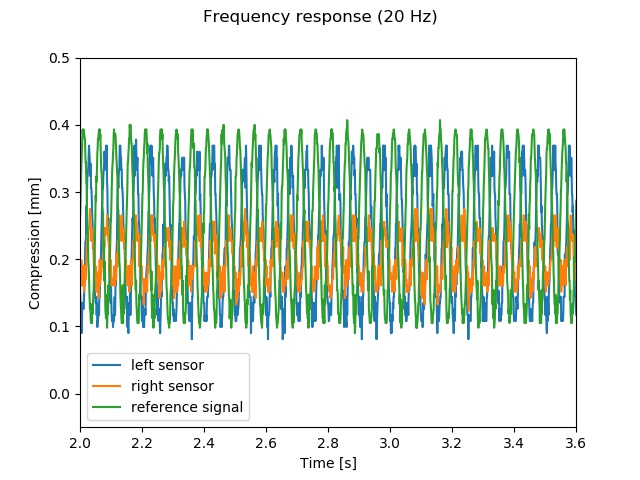 Frequency response (20 Hz)
0.5
0.4
0.3
0.2
0.1
0.0
Compression [mm]
left sensor
right sensor
reference signal
2.0 2.2 2.4 2.6 2.8 3.0 3.2 3.4 3.6
Time [s]